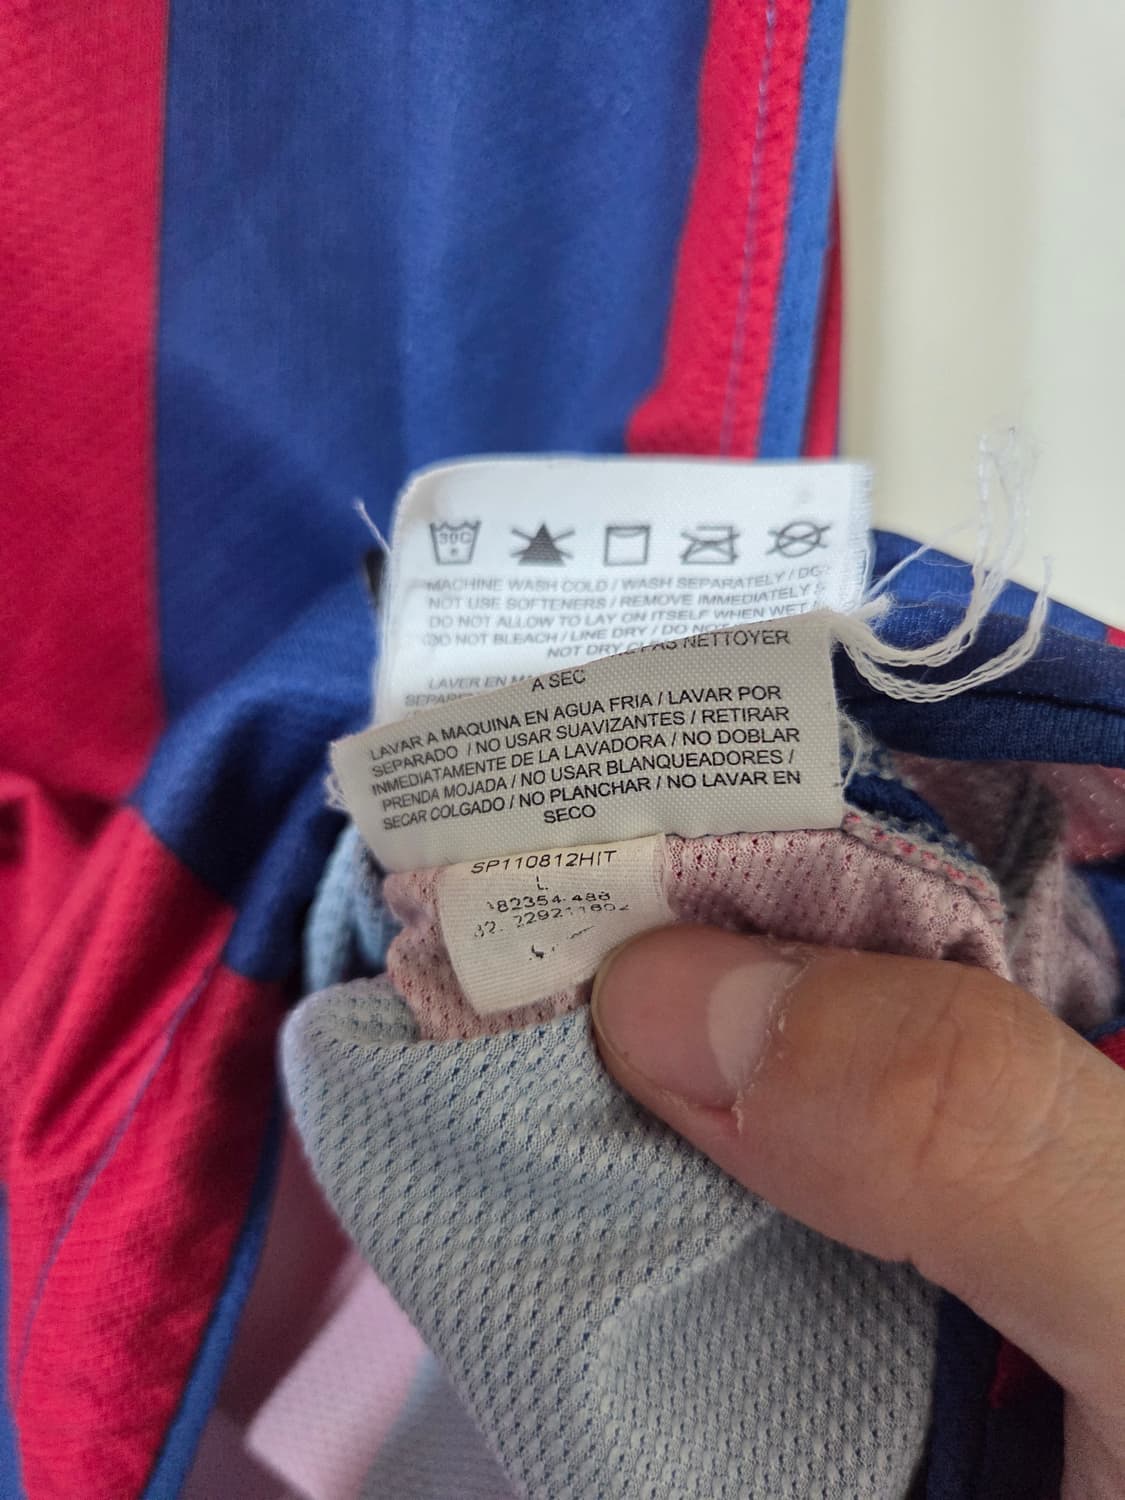 30C
MACHINE WASH COLD / WASH SEPARATELY / DO
NOT USE SOFTENERS / REMOVE IMMEDIATELY
DO NOT ALLOW TO LAY ON ITSELF WHEN WET
DO NOT BLEACH / LINE DRY / DO NOT
NOT DRY
LAVER EN
PAS NETTOYER
A SEC
LAVAR A MAQUINA EN AGUA FRIA / LAVAR POR
SEPARADO / NO USAR SUAVIZANTES / RETIRAR
INMEDIATAMENTE DE LA LAVADORA / NO DOBLAR
PRENDA MOJADA / NO USAR BLANQUEADORES /
SECAR COLGADO / NO PLANCHAR / NO LAVAR EN
SECO
SP110812HIT
L